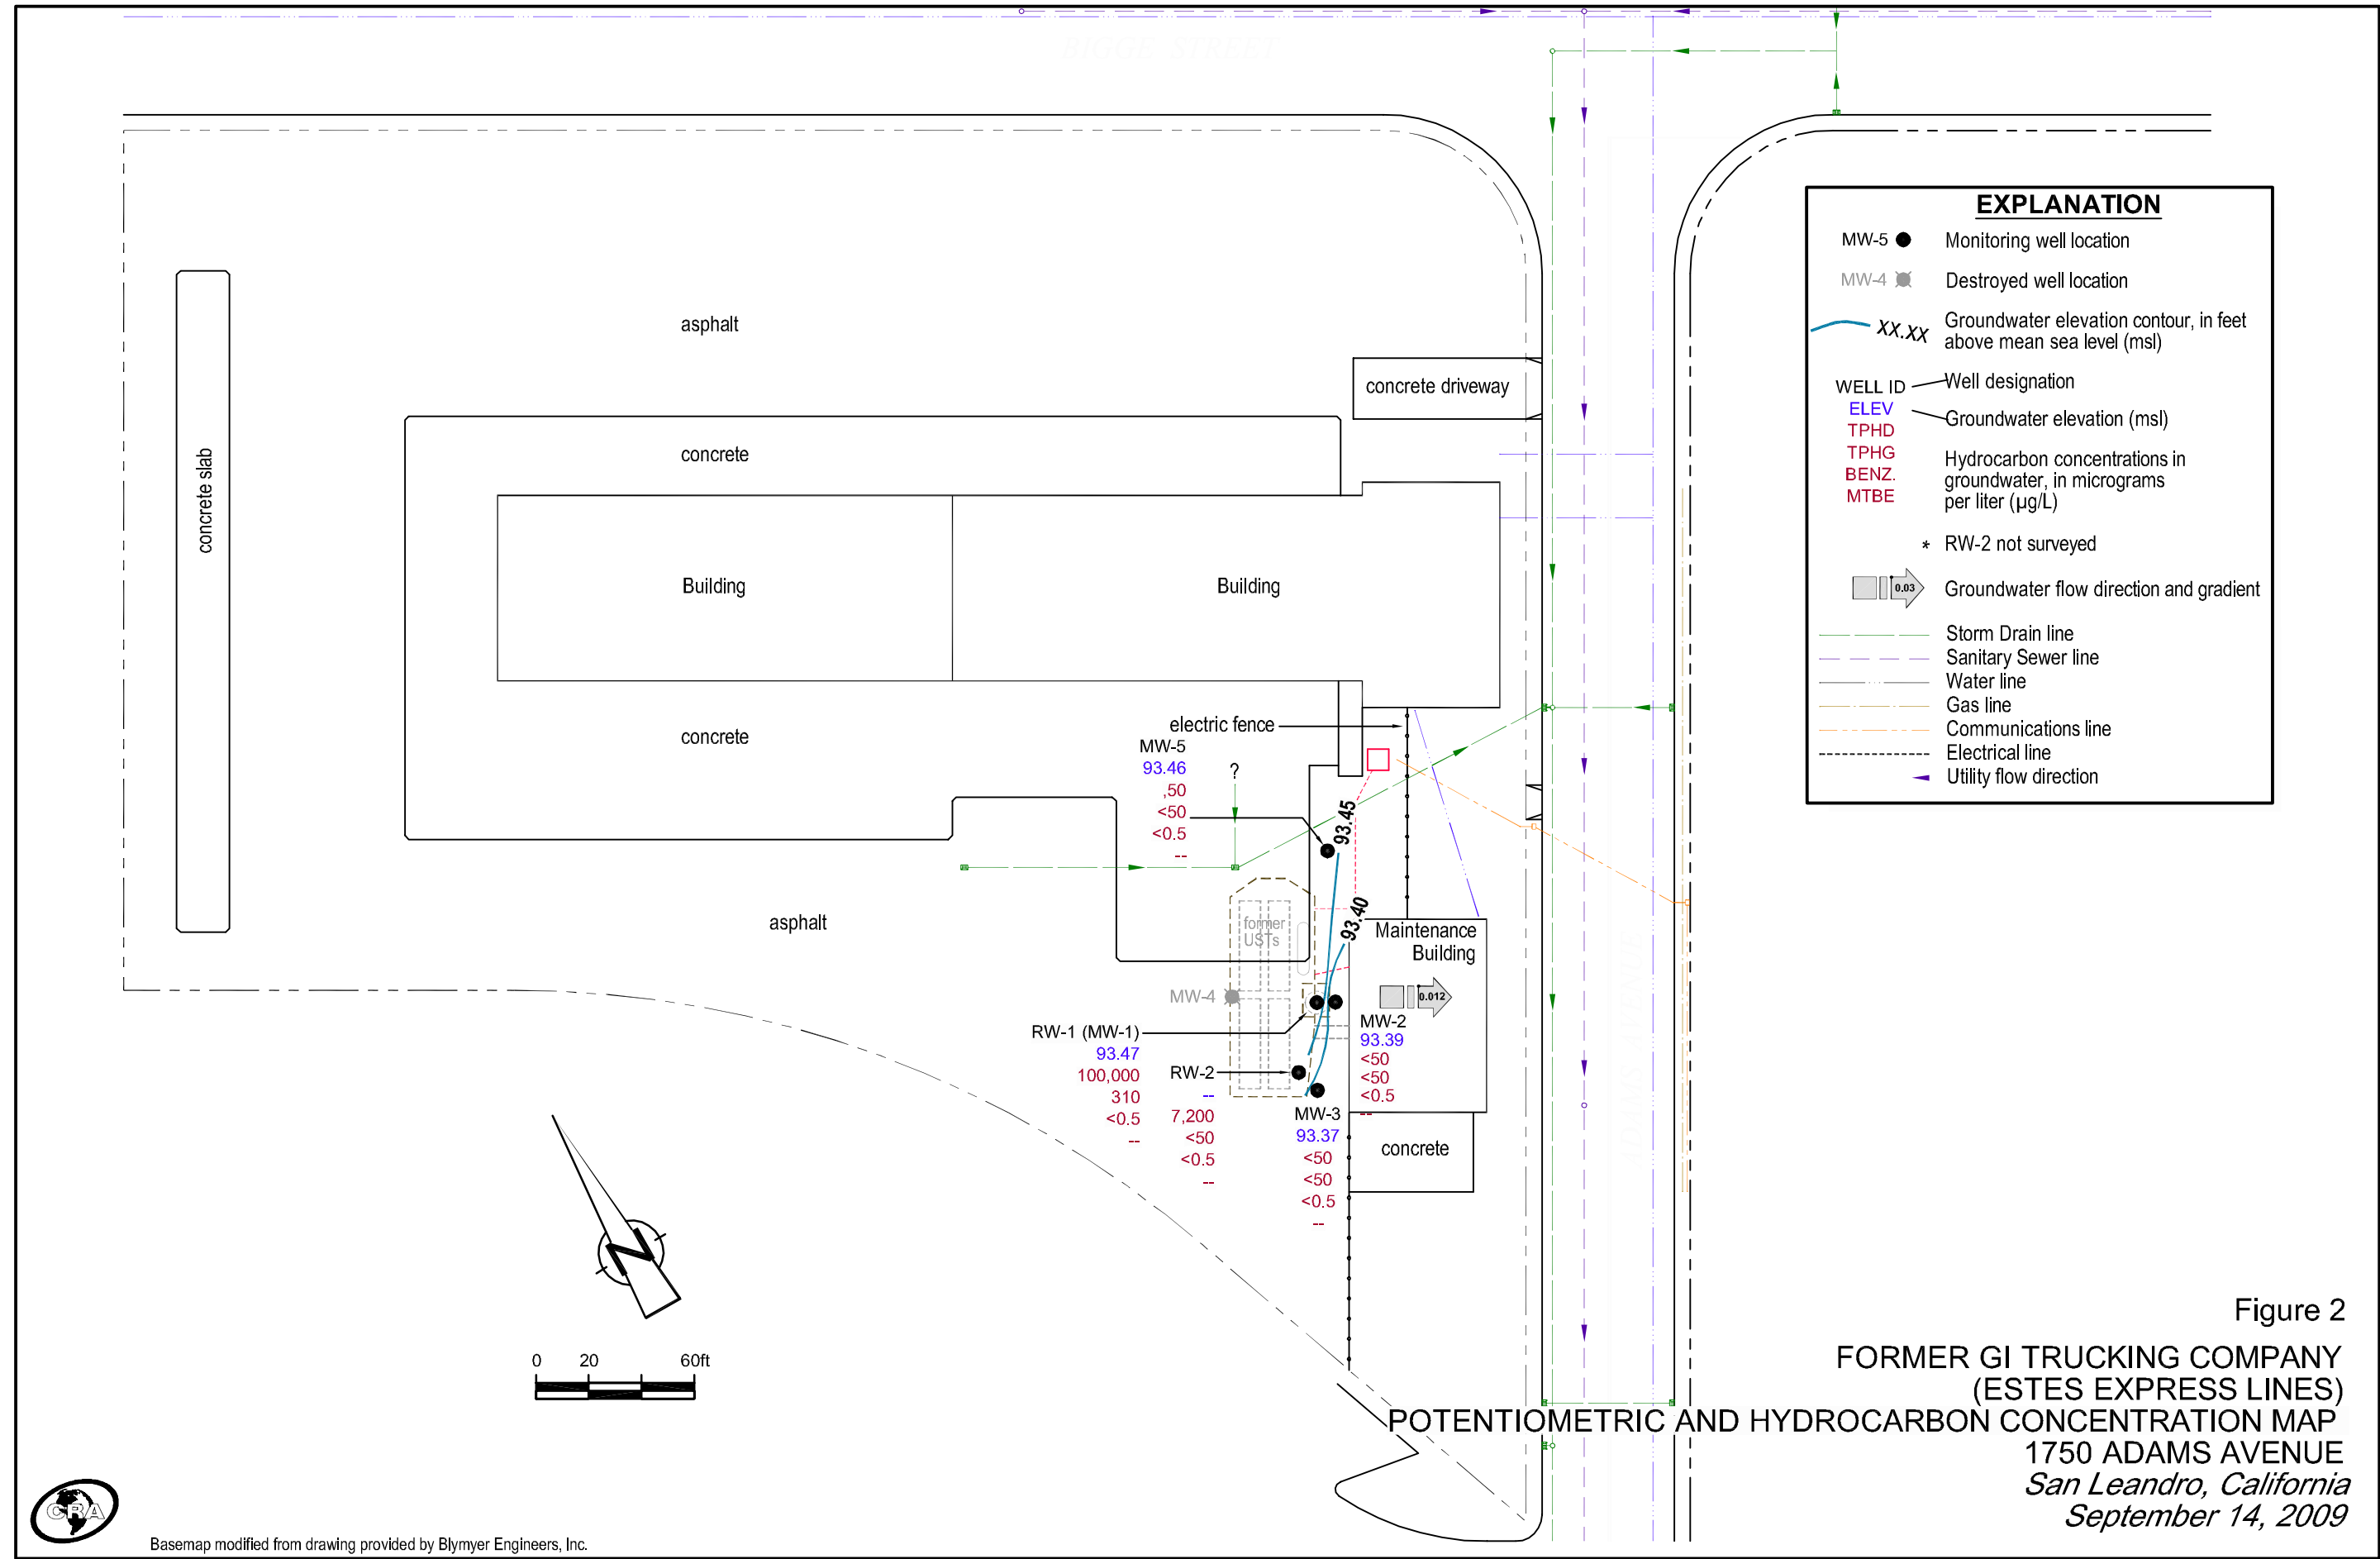 EXPLANATION
MW-5 Monitoring well location
MW-4 Destroyed well location
XX.XX Groundwater elevation contour, in feet
above mean sea level (msl)
WELL ID Well designation
ELEV Groundwater elevation (msl)
TPHD
TPHG
BENZ.
MTBE
Hydrocarbon concentrations in
groundwater, in micrograms
per liter (µg/L)
* RW-2 not surveyed
0.03 Groundwater flow direction and gradient
Storm Drain line
Sanitary Sewer line
Water line
Gas line
Communications line
Electrical line
Utility flow direction
asphalt
concrete driveway
concrete slab
concrete
Building
Building
concrete
electric fence
MW-5
93.46
,50
<50
<0.5
--
?
93.45
93.40
asphalt
former
USTs
Maintenance
Building
0.012
MW-4
RW-1 (MW-1)
93.47
100,000
310
<0.5
--
RW-2
--
7,200
<50
<0.5
--
MW-2
93.39
<50
<50
<0.5
--
MW-3
93.37
<50
<50
<0.5
--
concrete
N
0 20 60ft
Figure 2
FORMER GI TRUCKING COMPANY
(ESTES EXPRESS LINES)
POTENTIOMETRIC AND HYDROCARBON CONCENTRATION MAP
1750 ADAMS AVENUE
San Leandro, California
September 14, 2009
CRA
Basemap modified from drawing provided by Blymyer Engineers, Inc.